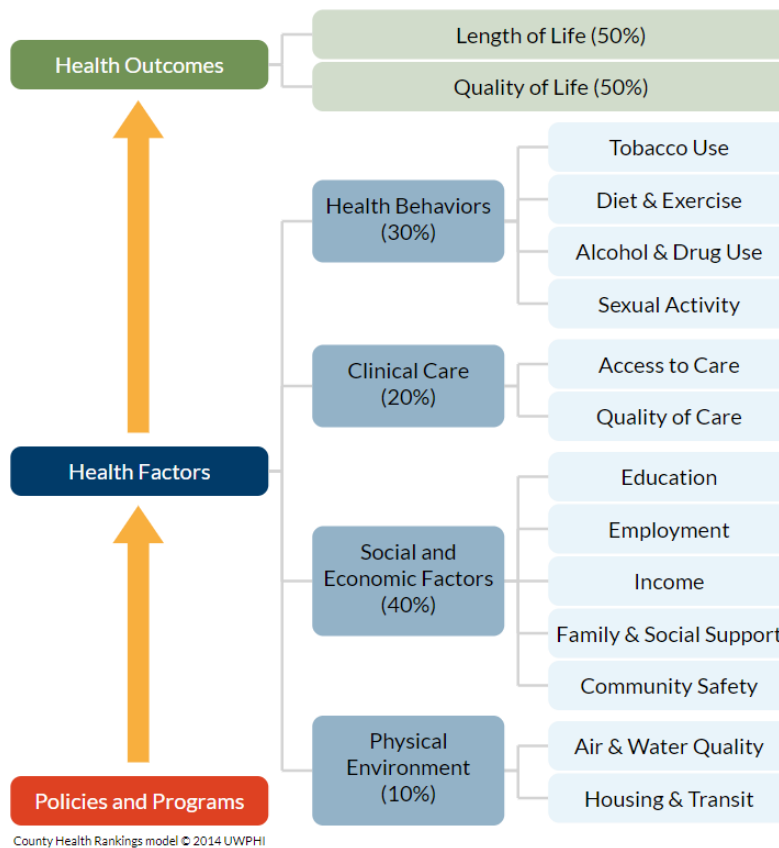 Health Outcomes
Length of Life (50%)
Quality of Life (50%)
Health Factors
Health Behaviors
(30%)
Tobacco Use
Diet & Exercise
Alcohol & Drug Use
Sexual Activity
Clinical Care
(20%)
Access to Care
Quality of Care
Social and
Economic Factors
(40%)
Education
Employment
Income
Family & Social Support
Community Safety
Physical
Environment
(10%)
Air & Water Quality
Housing & Transit
Policies and Programs
County Health Rankings model © 2014 UWPHI